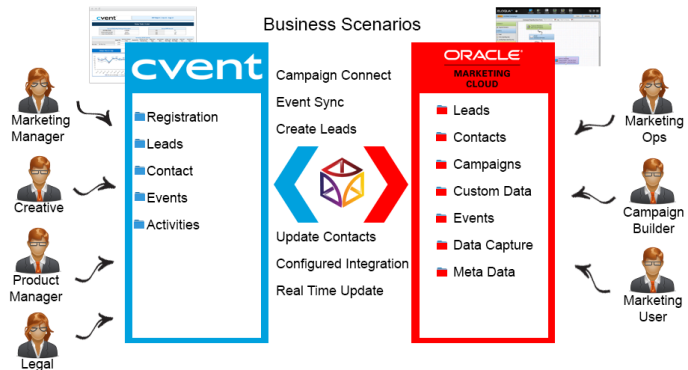 Business Scenarios
cvent
cvent
ORACLE
MARKETING
CLOUD
Marketing
Manager
Creative
Product
Manager
Legal
Registration
Leads
Contact
Events
Activities
Campaign Connect
Event Sync
Create Leads
Update Contacts
Configured Integration
Real Time Update
Leads
Contacts
Campaigns
Custom Data
Events
Data Capture
Meta Data
Marketing
Ops
Campaign
Builder
Marketing
User